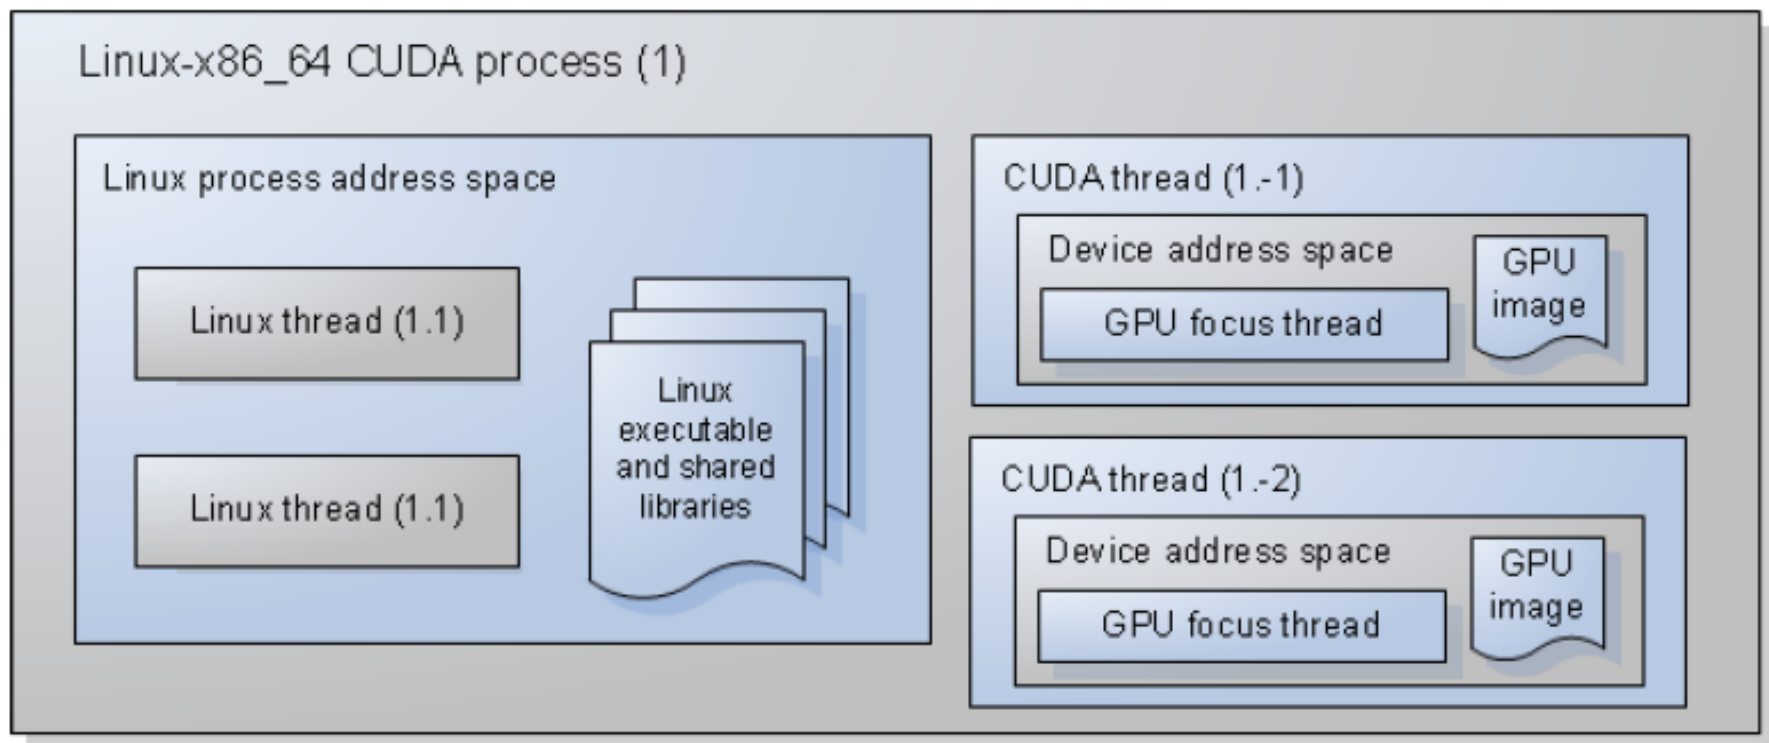 Linux-x86_64 CUDA process (1)
Linux process address space
Linux thread (1.1)
Linux thread (1.1)
Linux
executable
and shared
libraries
CUDA thread (1.-1)
Device address space
GPU focus thread
GPU
image
CUDA thread (1.-2)
Device address space
GPU focus thread
GPU
image